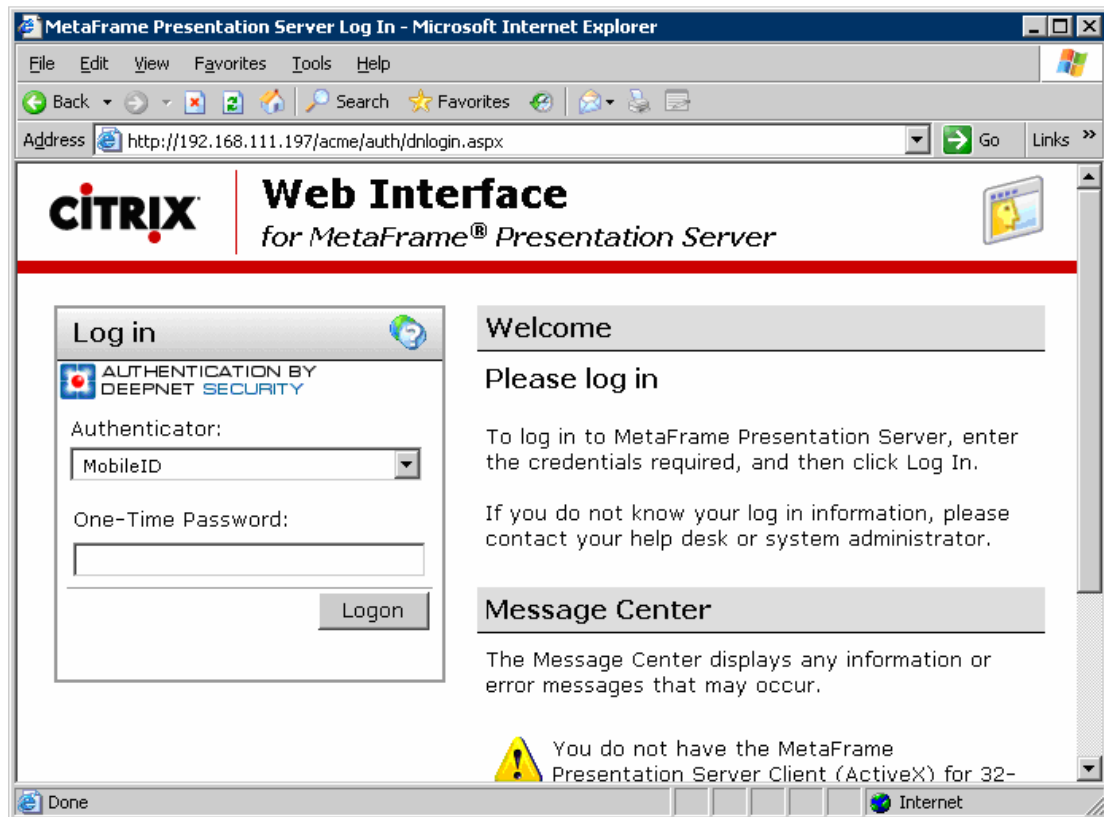 MetaFrame Presentation Server Log In - Microsoft Internet Explorer
File Edit View Favorites Tools Help
Back Search Favorites
Address http://192.168.111.197/acme/auth/dnlogin.aspx Go Links »
CITRIX
Web Interface
for MetaFrame® Presentation Server
Log in
AUTHENTICATION BY
DEEPNET SECURITY
Authenticator:
MobileID
One-Time Password:
Logon
Welcome
Please log in
To log in to MetaFrame Presentation Server, enter
the credentials required, and then click Log In.
If you do not know your log in information, please
contact your help desk or system administrator.
Message Center
The Message Center displays any information or
error messages that may occur.
You do not have the MetaFrame
Presentation Server Client (ActiveX) for 32-
Done Internet